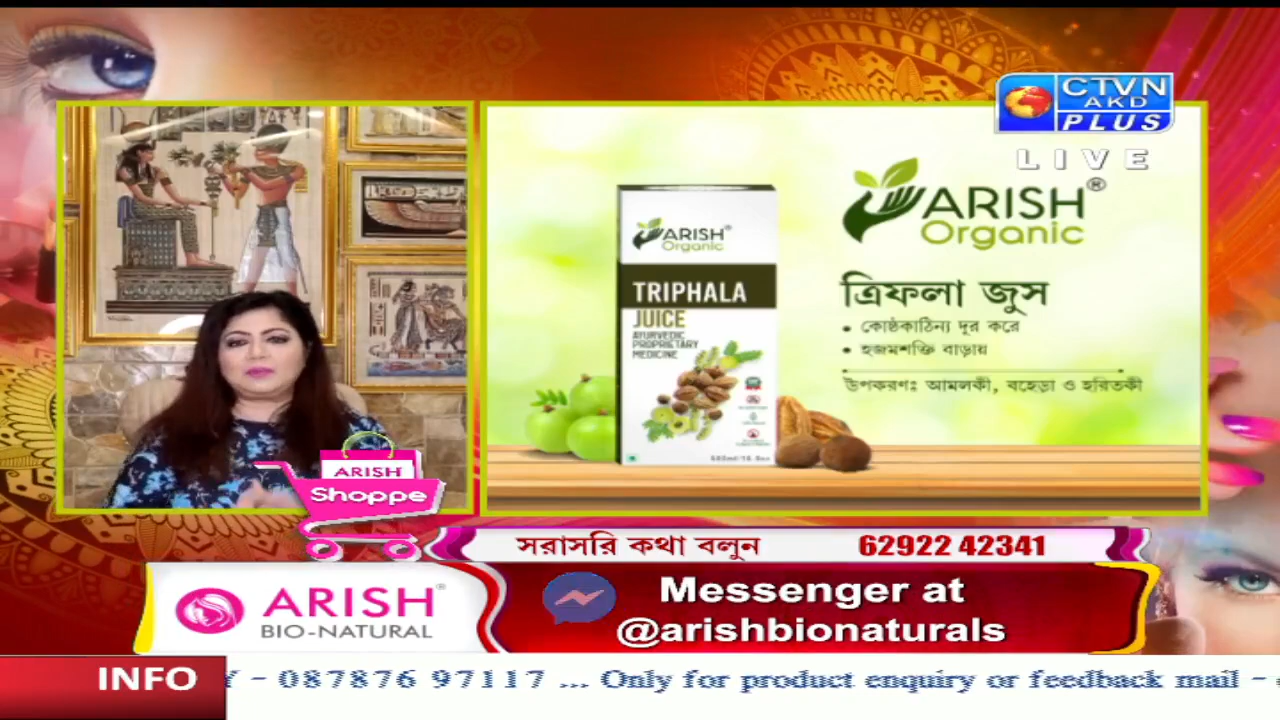 CTVN
AKD
PLUS
LIVE
ARISH®
Organic
ত্রিফলা জুস
• কোষ্ঠকাঠিন্য দূর করে
• হজমশক্তি বাড়ায়
উপকরণঃ আমলকী, বহেড়া ও হরিতকী
ARISH®
Organic
TRIPHALA
JUICE
AYURVEDIC
PROPRIETARY
MEDICINE
ARISH
Shoppe
সরাসরি কথা বলুন 62922 42341
ARISH®
BIO-NATURAL
Messenger at
@arishbionaturals
INFO
Y - 087876 97117 ... Only for product enquiry or feedback mail -